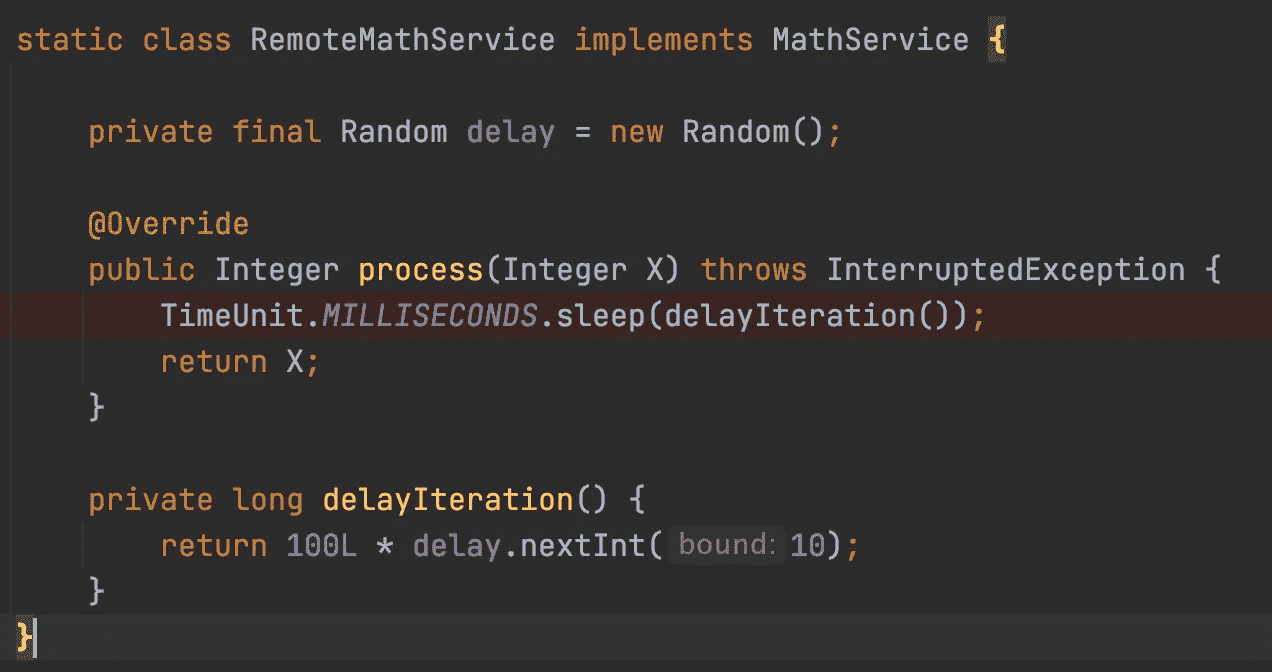 static class RemoteMathService implements MathService {
private final Random delay = new Random();
@Override
public Integer process(Integer X) throws InterruptedException {
TimeUnit.MILLISECONDS.sleep(delayIteration());
return X;
}
private long delayIteration() {
return 100L * delay.nextInt( bound: 10);
}
}